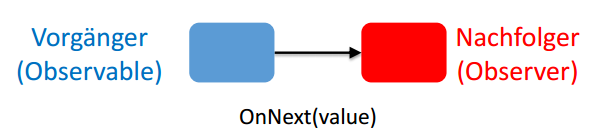 Vorgänger
(Observable)
Nachfolger
(Observer)
OnNext(value)